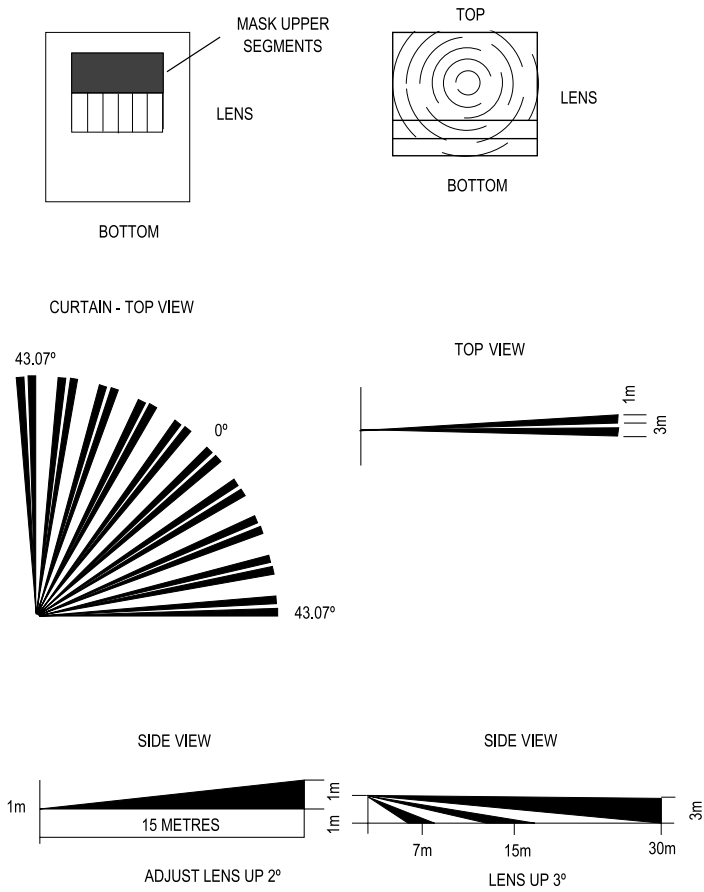 MASK UPPER
SEGMENTS
LENS
BOTTOM
TOP
LENS
BOTTOM
CURTAIN - TOP VIEW
43.07º
0º
43.07º
TOP VIEW
1m
3m
SIDE VIEW
1m
1m
1m
15 METRES
ADJUST LENS UP 2º
SIDE VIEW
3m
7m
15m
30m
LENS UP 3º